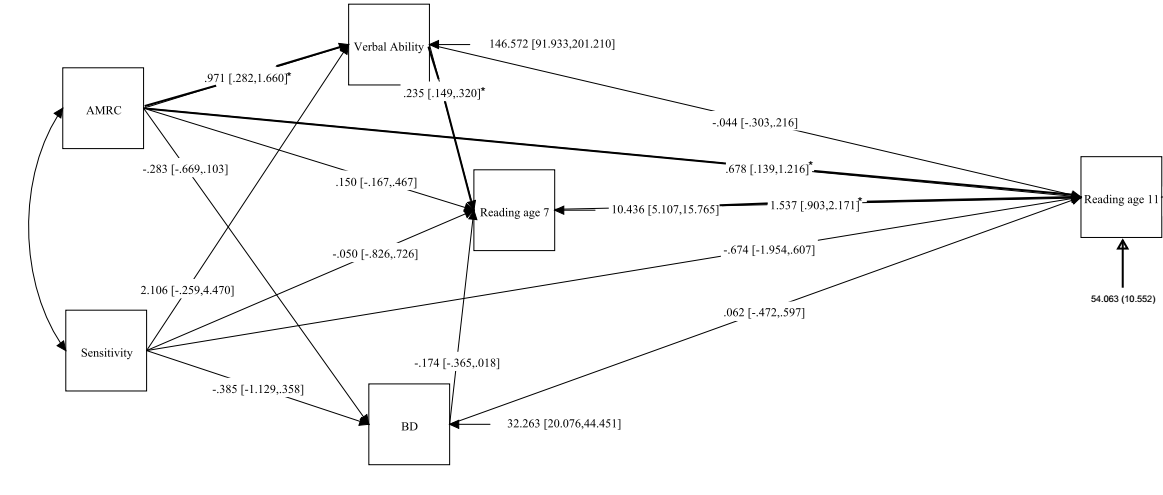 Verbal Ability
146.572 [91.933,201.210]
.971 [.282,1.660]*
.235 [.149,.320]*
AMRC
-.044 [-.303,.216]
-.283 [-.669,.103]
.678 [.139,1.216]*
.150 [-.167,.467]
Reading age 7
10.436 [5.107,15.765]
1.537 [.903,2.171]*
Reading age 11
-.050 [-.826,.726]
-.674 [-1.954,.607]
2.106 [-.259,4.470]
54.063 (10.552)
.062 [-.472,.597]
Sensitivity
-.174 [-.365,.018]
-.385 [-1.129,.358]
BD
32.263 [20.076,44.451]